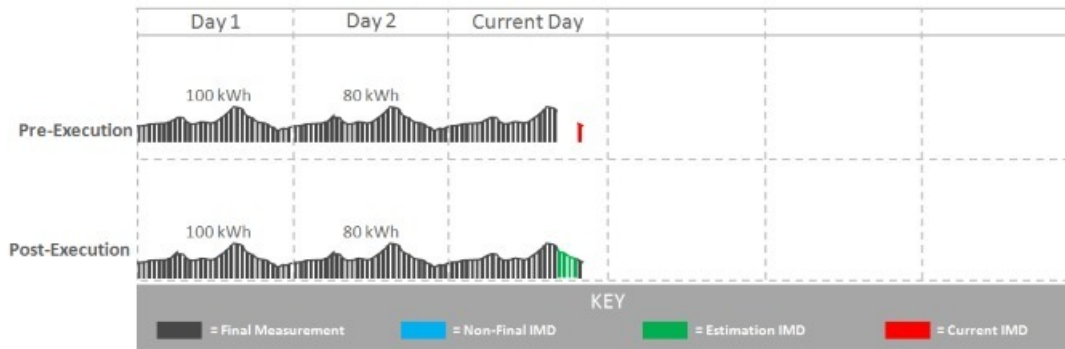 Day 1 Day 2 Current Day
100 kWh 80 kWh
Pre-Execution
100 kWh 80 kWh
Post-Execution
KEY
= Final Measurement = Non-Final IMD = Estimation IMD = Current IMD